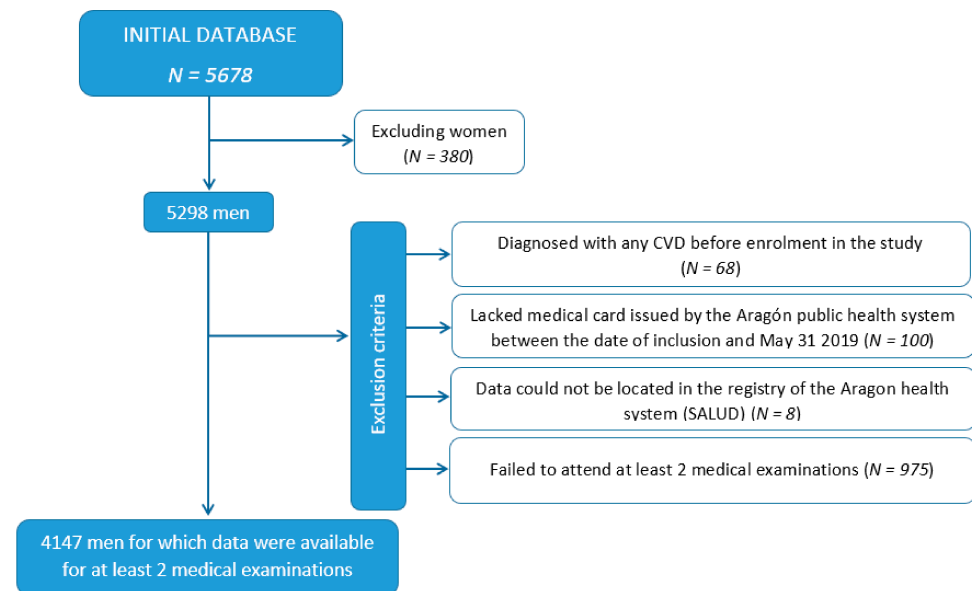 INITIAL DATABASE
N = 5678
Excluding women
(N = 380)
5298 men
Exclusion criteria
Diagnosed with any CVD before enrolment in the study
(N = 68)
Lacked medical card issued by the Aragón public health system
between the date of inclusion and May 31 2019 (N = 100)
Data could not be located in the registry of the Aragon health
system (SALUD) (N = 8)
Failed to attend at least 2 medical examinations (N = 975)
4147 men for which data were available
for at least 2 medical examinations